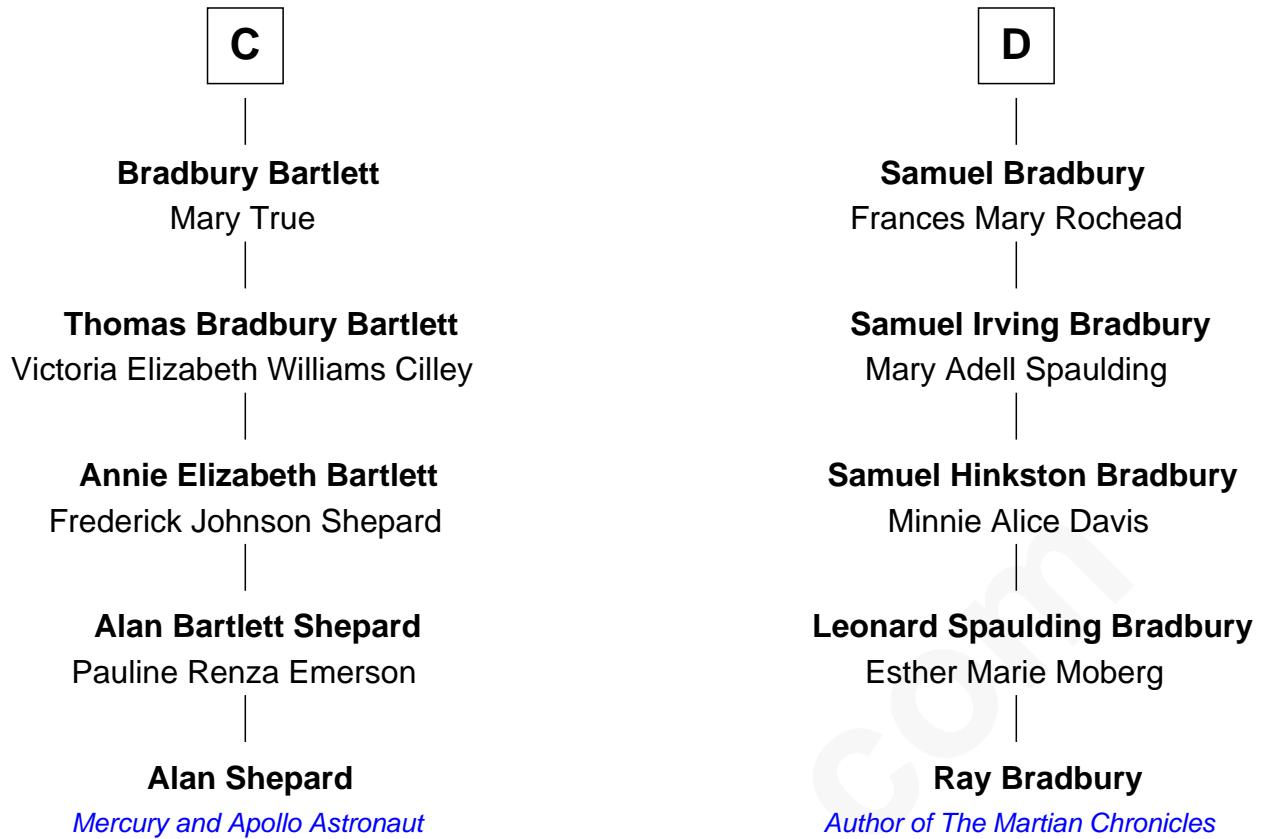 C
Bradbury Bartlett
Mary True
Thomas Bradbury Bartlett
Victoria Elizabeth Williams Cilley
Annie Elizabeth Bartlett
Frederick Johnson Shepard
Alan Bartlett Shepard
Pauline Renza Emerson
Alan Shepard
Mercury and Apollo Astronaut
D
Samuel Bradbury
Frances Mary Rochead
Samuel Irving Bradbury
Mary Adell Spaulding
Samuel Hinkston Bradbury
Minnie Alice Davis
Leonard Spaulding Bradbury
Esther Marie Moberg
Ray Bradbury
Author of The Martian Chronicles
com